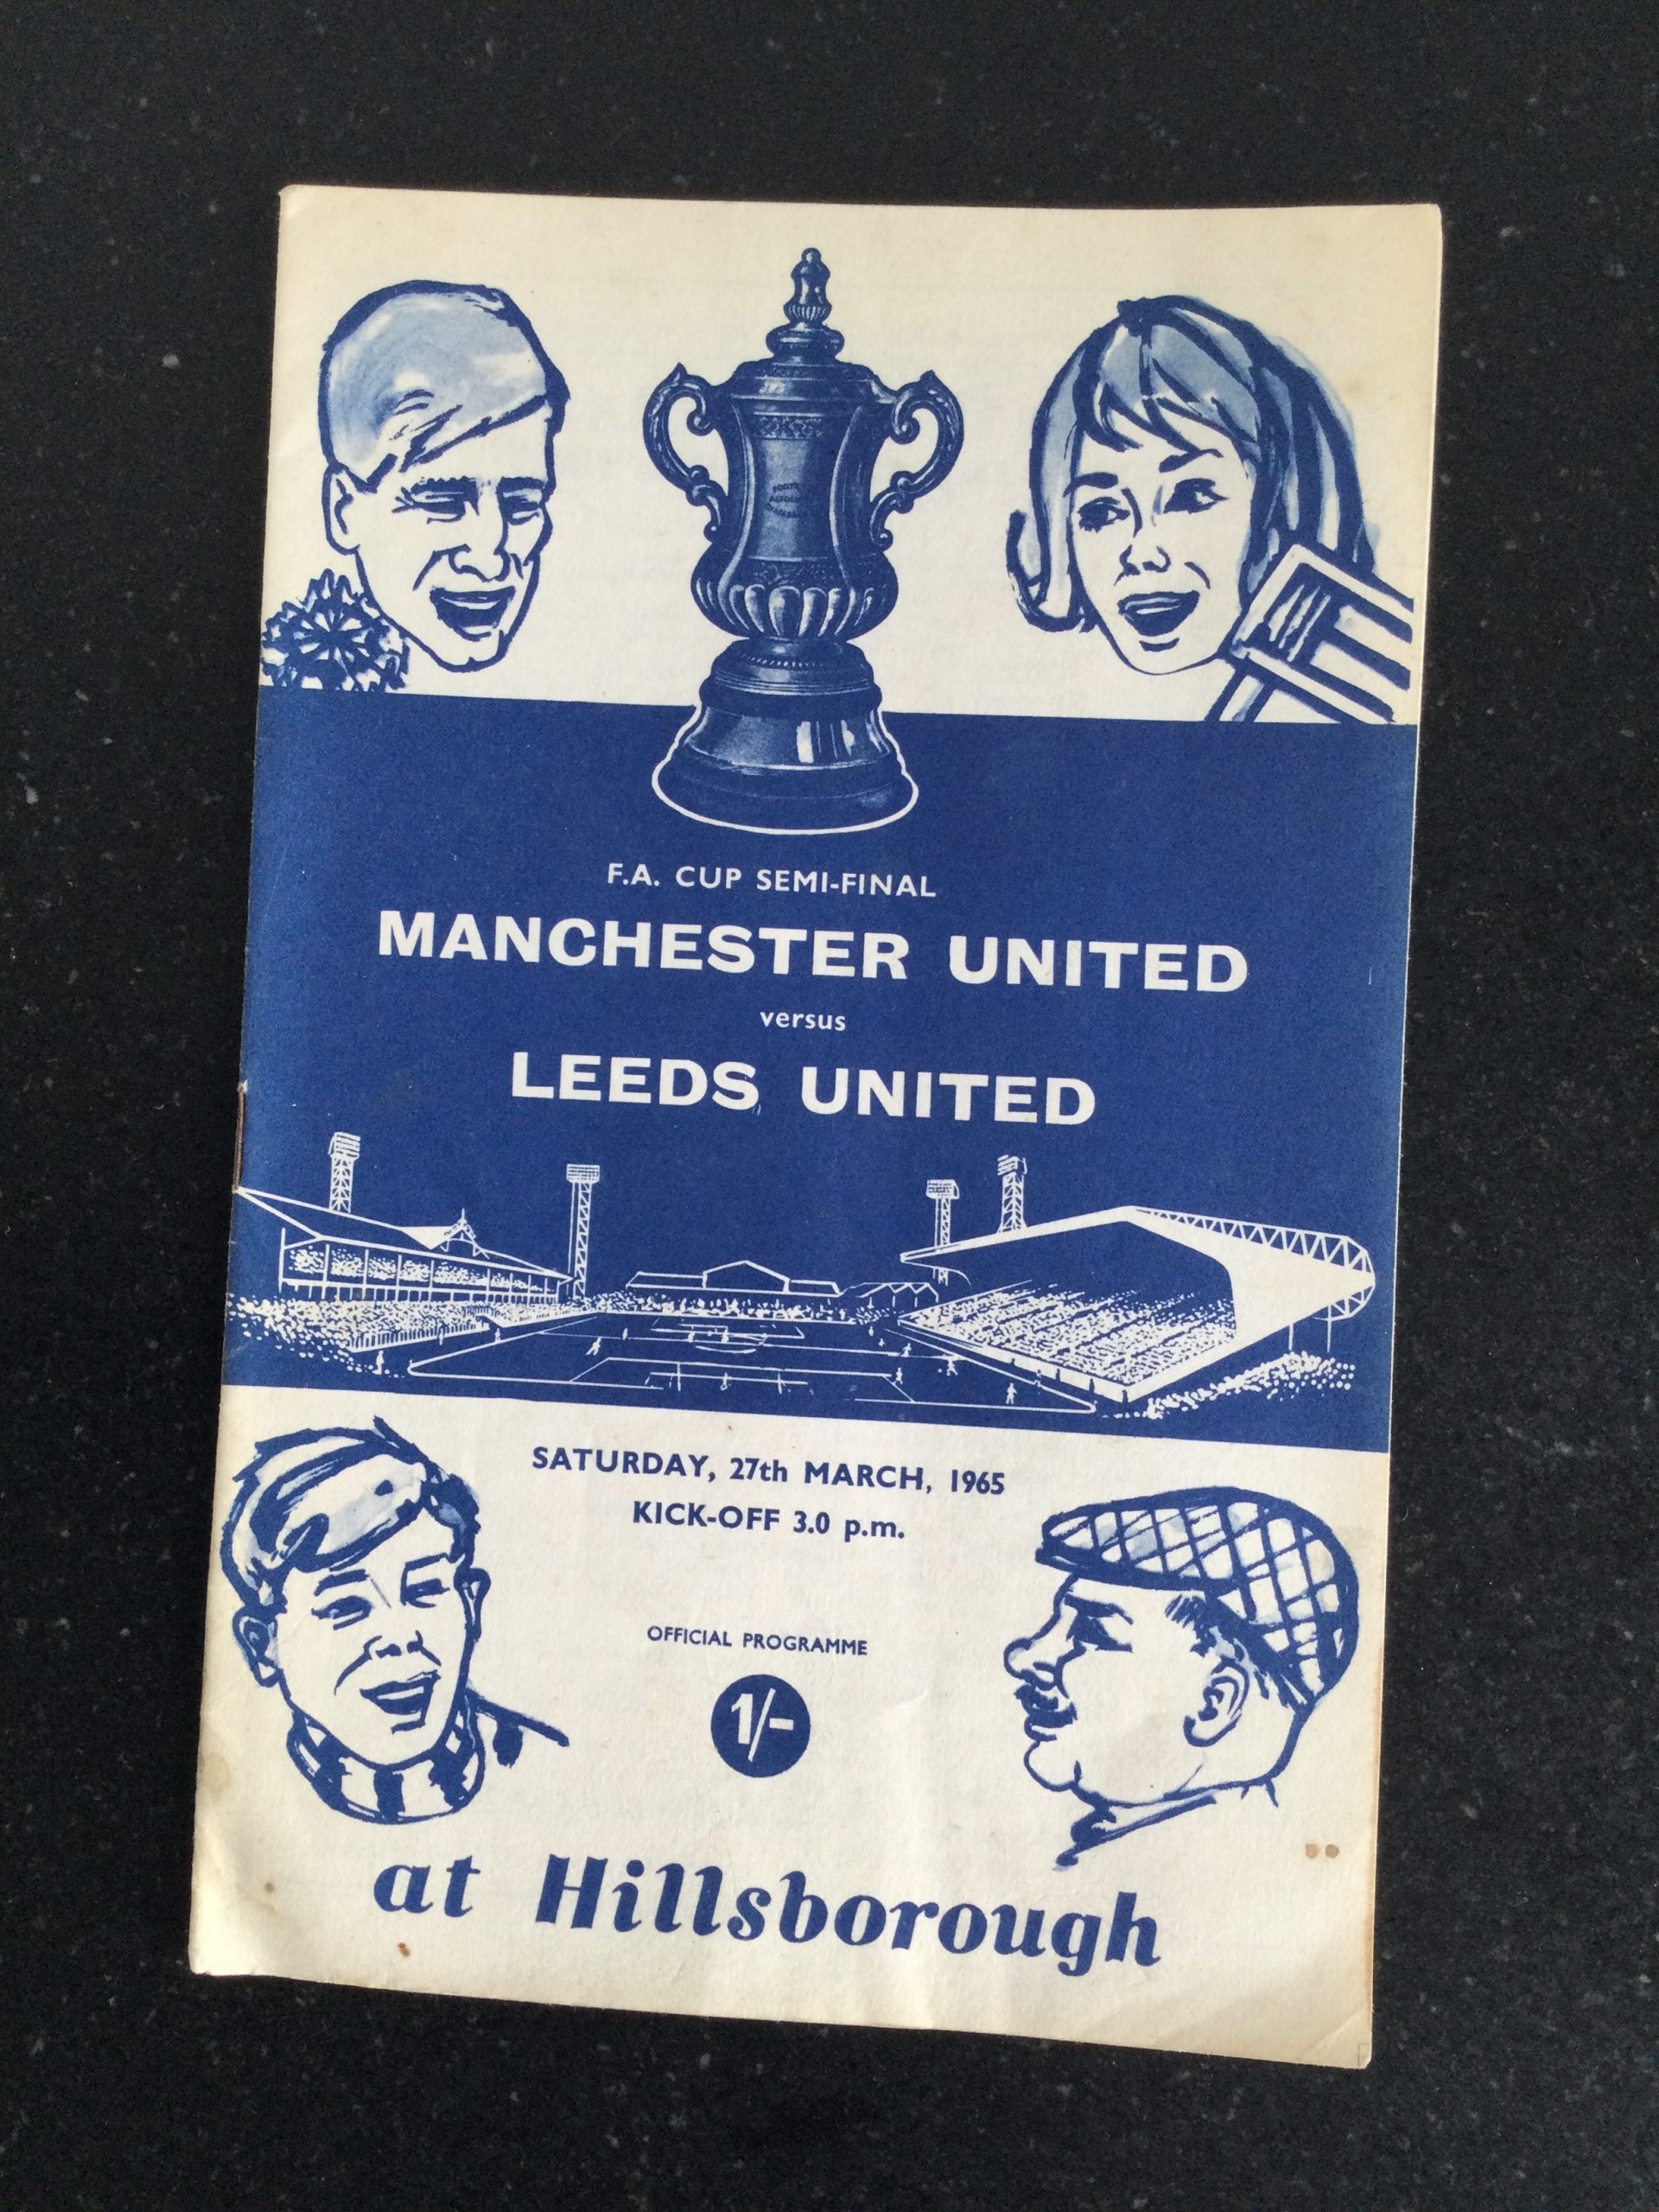 F.A. CUP SEMI-FINAL
MANCHESTER UNITED
versus
LEEDS UNITED
SATURDAY, 27th MARCH, 1965
KICK-OFF 3.0 p.m.
OFFICIAL PROGRAMME
1/-
at Hillsborough